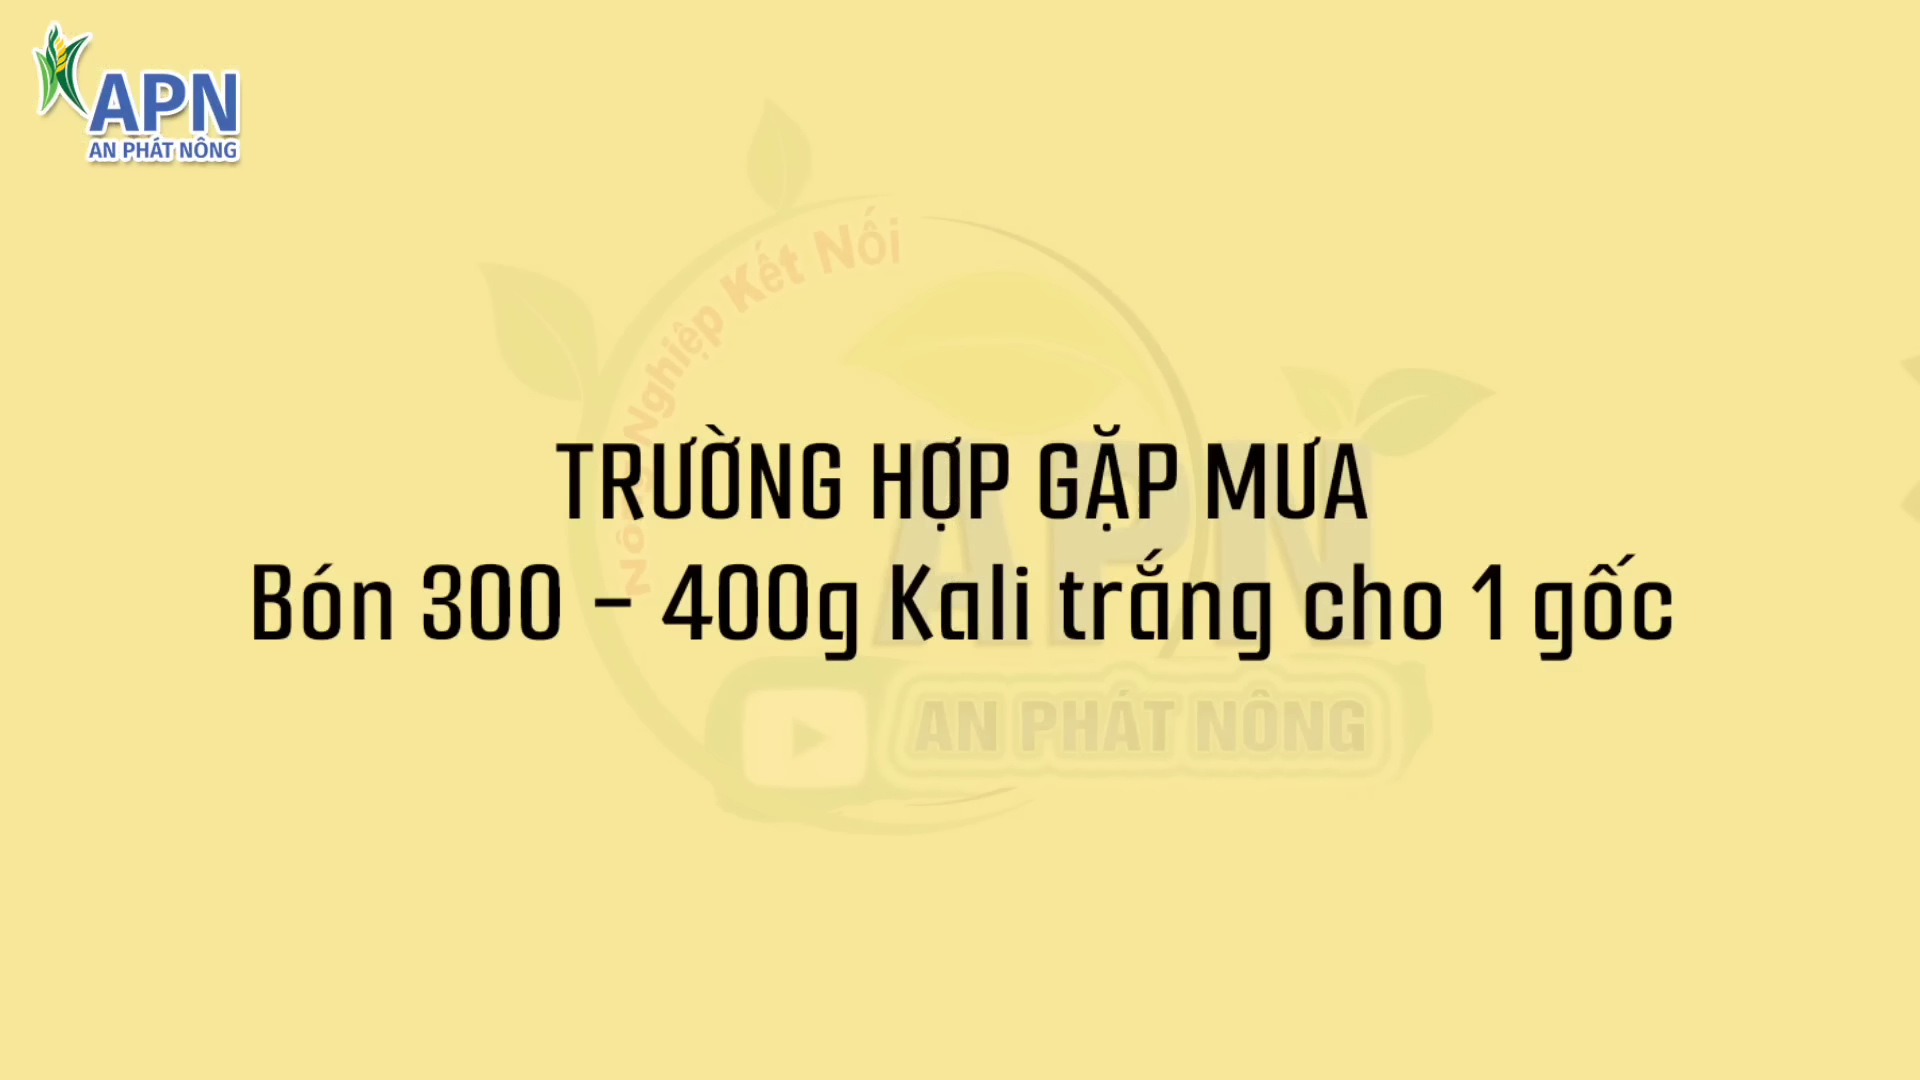 APN
AN PHÁT NÔNG
Nông Nghiệp Kết Nối
TRƯỜNG HỢP GẶP MƯA
Bón 300 – 400g Kali trắng cho 1 gốc
APN
AN PHÁT NÔNG